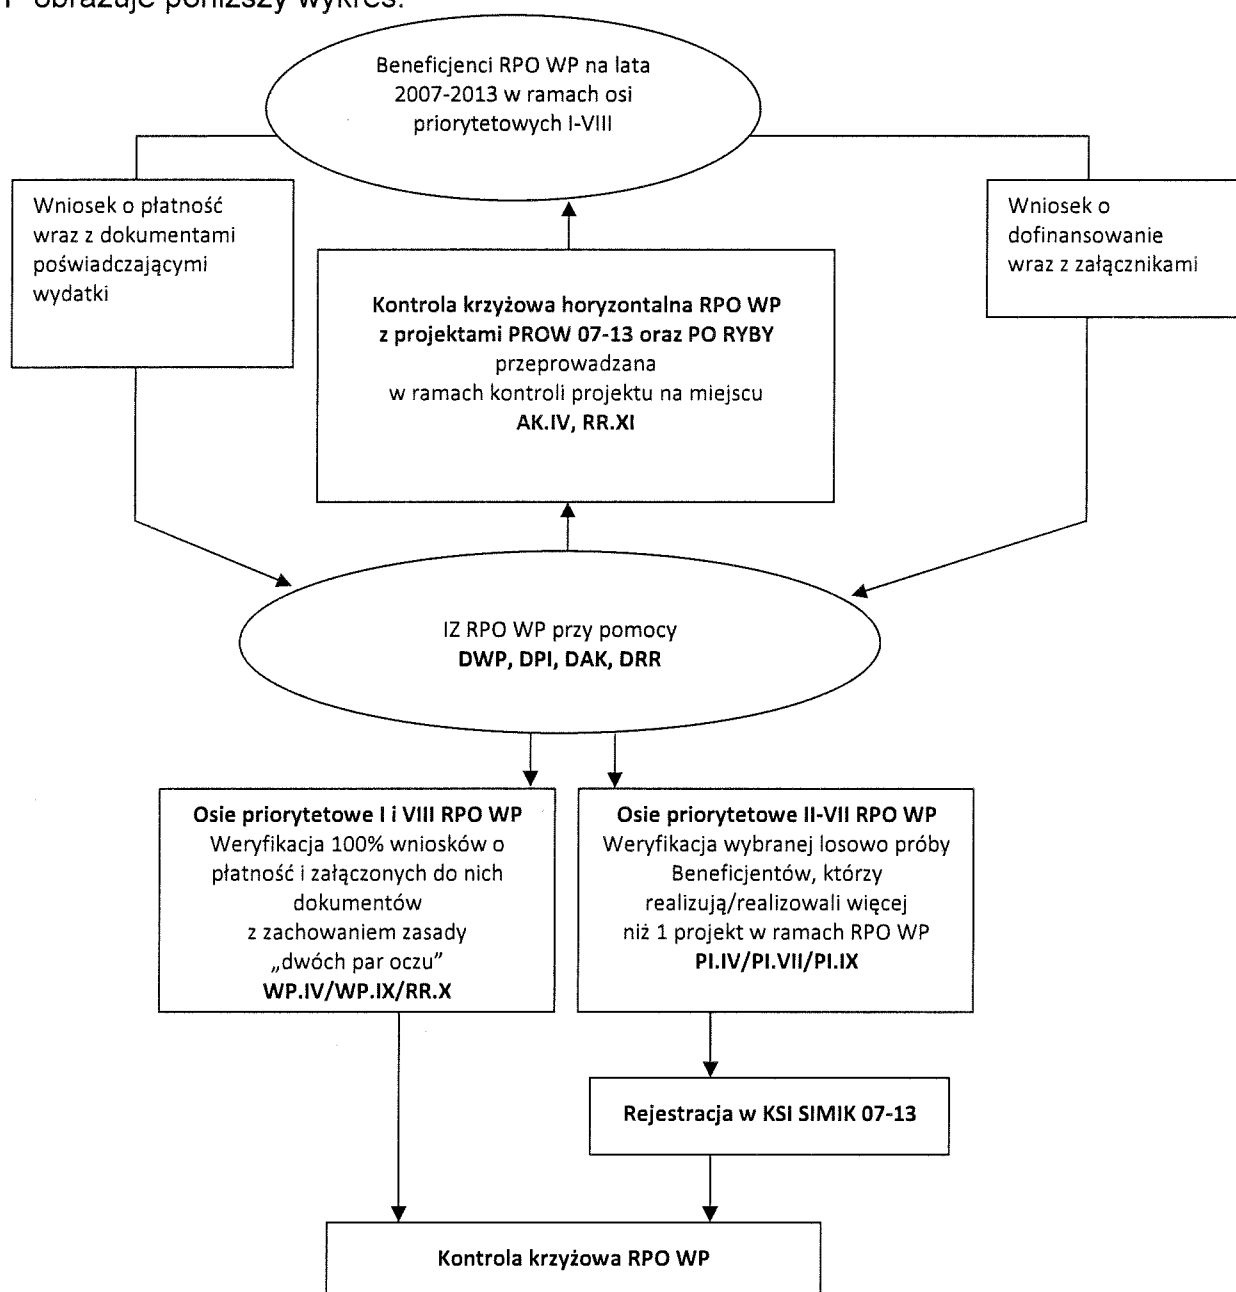 obrazuje poniższy wykres:
Beneficjenci RPO WP na lata
2007-2013 w ramach osi
priorytetowych I-VIII
Wniosek o płatność
wraz z dokumentami
poświadczającymi
wydatki
Wniosek o
dofinansowanie
wraz z załącznikami
Kontrola krzyżowa horyzontalna RPO WP
z projektami PROW 07-13 oraz PO RYBY
przeprowadzana
w ramach kontroli projektu na miejscu
AK.IV, RR.XI
IZ RPO WP przy pomocy
DWP, DPI, DAK, DRR
Osie priorytetowe I i VIII RPO WP
Weryfikacja 100% wniosków o
płatność i załączonych do nich
dokumentów
z zachowaniem zasady
„dwóch par oczu”
WP.IV/WP.IX/RR.X
Osie priorytetowe II-VII RPO WP
Weryfikacja wybranej losowo próby
Beneficjentów, którzy
realizują/realizowali więcej
niż 1 projekt w ramach RPO WP
PI.IV/PI.VII/PI.IX
Rejestracja w KSI SIMIK 07-13
Kontrola krzyżowa RPO WP